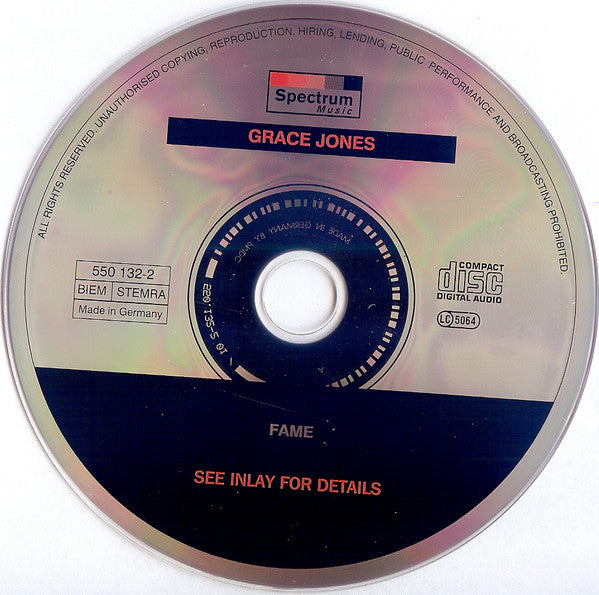 ALL RIGHTS RESERVED. UNAUTHORISED COPYING, REPRODUCTION, HIRING, LENDING, PUBLIC PERFORMANCE AND BROADCASTING PROHIBITED.
Spectrum
Music
GRACE JONES
MADE IN GERMANY BY PMDC
550 132-2
BIEM STEMRA
Made in Germany
COMPACT
disc
DIGITAL AUDIO
LC 5064
FAME
SEE INLAY FOR DETAILS